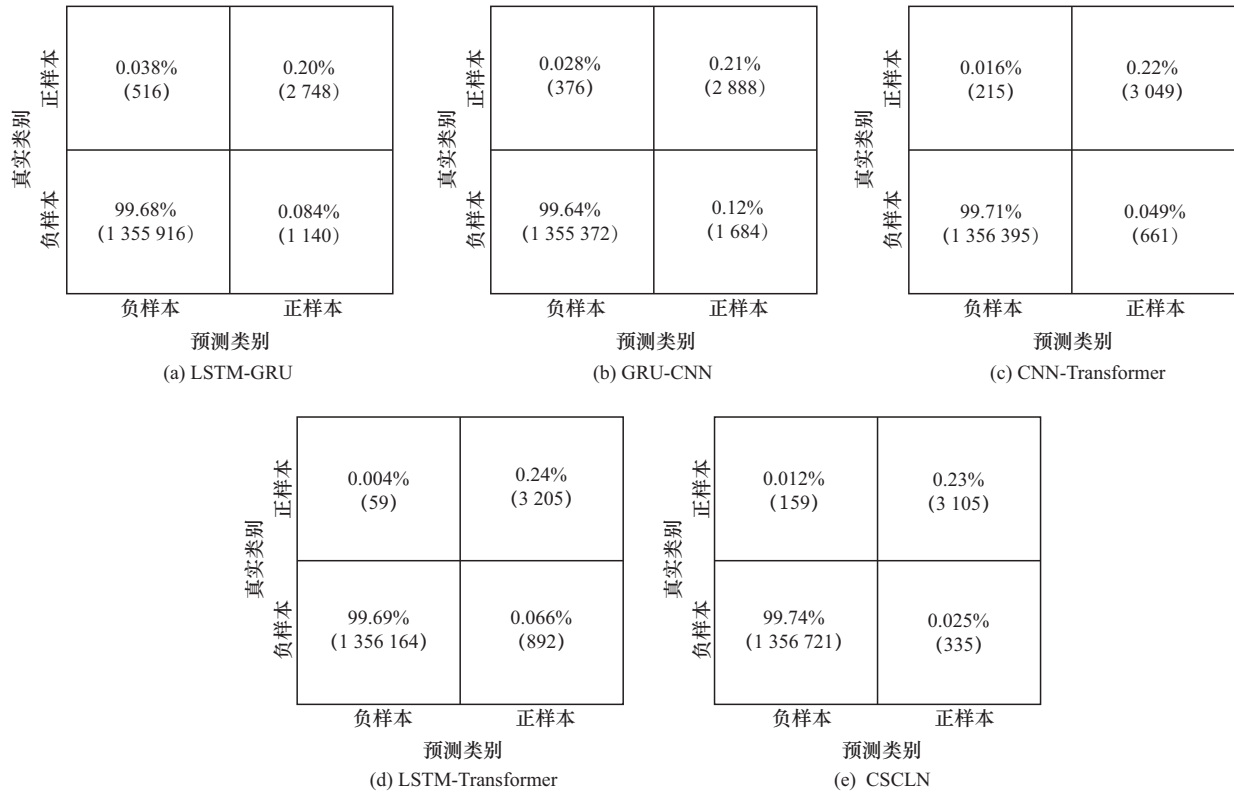 真实类别
正样本
负样本
0.038%
(516)
0.20%
(2 748)
99.68%
(1 355 916)
0.084%
(1 140)
负样本
正样本
预测类别
(a) LSTM-GRU
真实类别
正样本
负样本
0.028%
(376)
0.21%
(2 888)
99.64%
(1 355 372)
0.12%
(1 684)
负样本
正样本
预测类别
(b) GRU-CNN
真实类别
正样本
负样本
0.016%
(215)
0.22%
(3 049)
99.71%
(1 356 395)
0.049%
(661)
负样本
正样本
预测类别
(c) CNN-Transformer
真实类别
正样本
负样本
0.004%
(59)
0.24%
(3 205)
99.69%
(1 356 164)
0.066%
(892)
负样本
正样本
预测类别
(d) LSTM-Transformer
真实类别
正样本
负样本
0.012%
(159)
0.23%
(3 105)
99.74%
(1 356 721)
0.025%
(335)
负样本
正样本
预测类别
(e) CSCLN